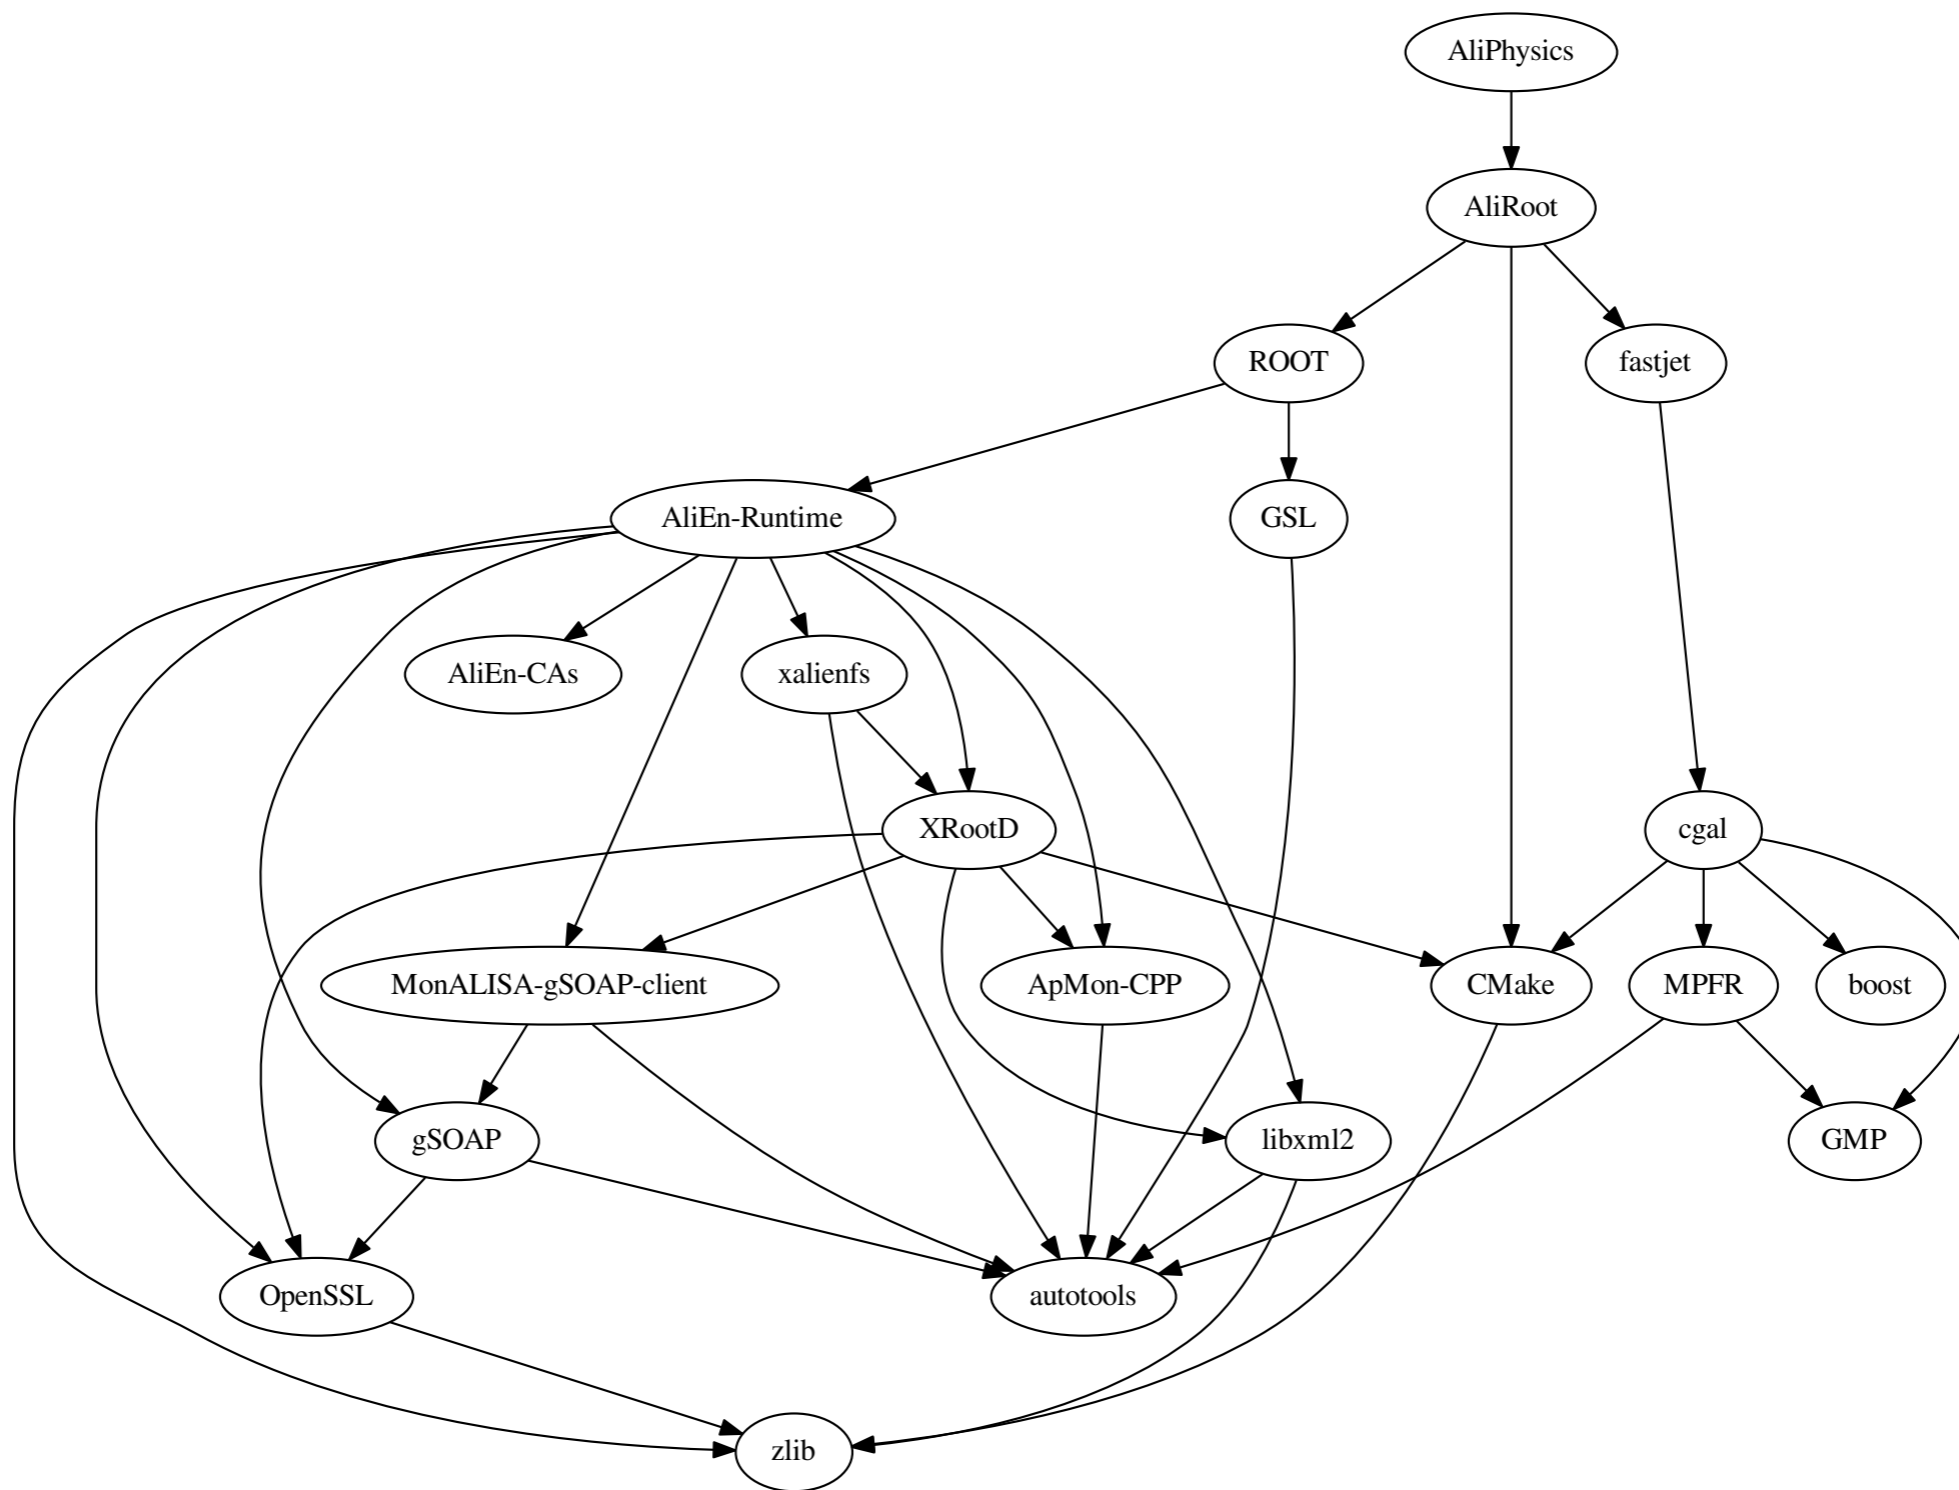 AliPhysics
AliRoot
ROOT
fastjet
AliEn-Runtime
GSL
AliEn-CAs
xalienfs
XRootD
cgal
MonALISA-gSOAP-client
ApMon-CPP
CMake
MPFR
boost
gSOAP
libxml2
GMP
OpenSSL
autotools
zlib